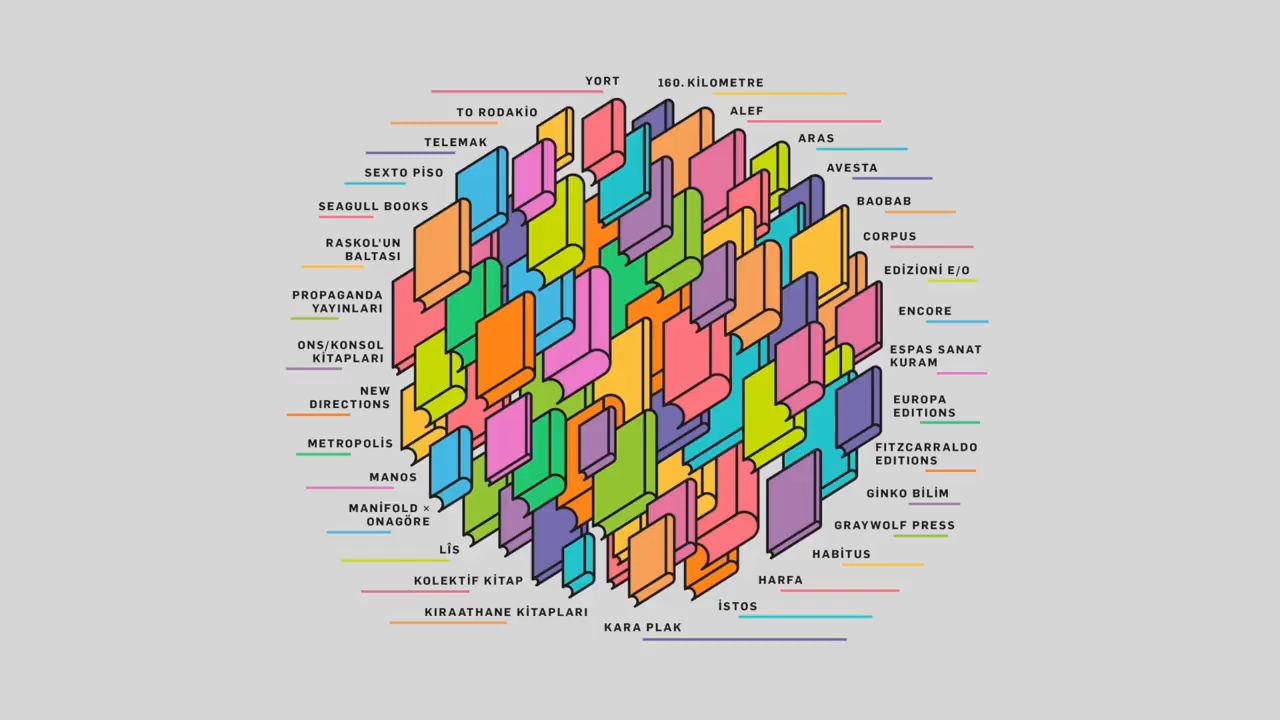 YORT
160. KİLOMETRE
ALEF
ARAS
AVESTA
BAOBAB
CORPUS
EDİZİONİ E/O
ENCORE
ESPAS SANAT
KURAM
EUROPA
EDITIONS
FITZCARRALDO
EDITIONS
GİNKO BİLİM
GRAYWOLF PRESS
HABİTUS
HARFA
İSTOS
KARA PLAK
KIRAATHANE KİTAPLARI
KOLEKTİF KİTAP
LÎS
MANİFOLD ×
ONAGÖRE
MANOS
METROPOLİS
NEW
DIRECTIONS
ONS/KONSOL
KİTAPLARI
PROPAGANDA
YAYINLARI
RASKOL'UN
BALTASI
SEAGULL BOOKS
SEXTO PİSO
TELEMAK
TO RODAKİO